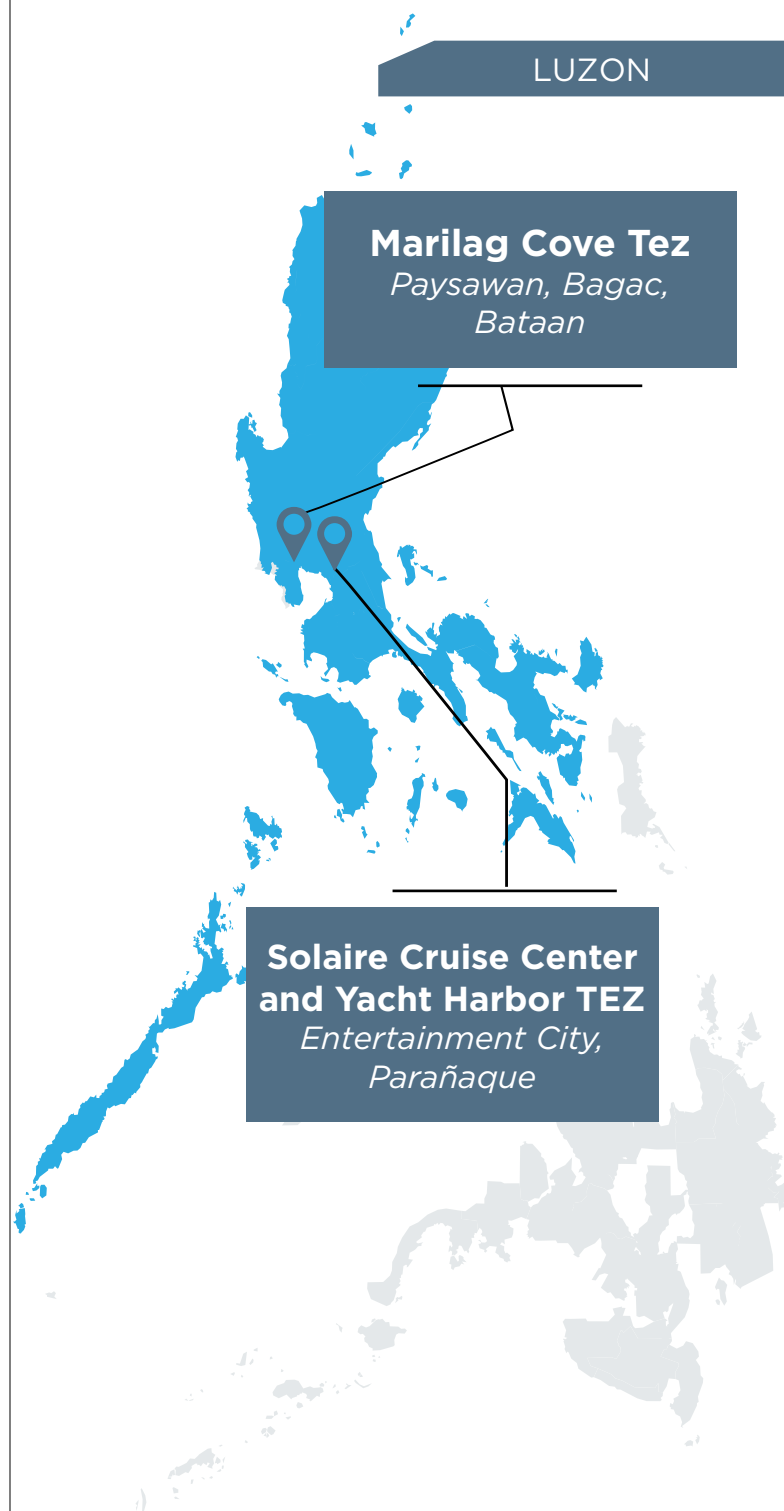 LUZON
Marilag Cove Tez
Paysawan, Bagac,
Bataan
Solaire Cruise Center
and Yacht Harbor TEZ
Entertainment City,
Parañaque